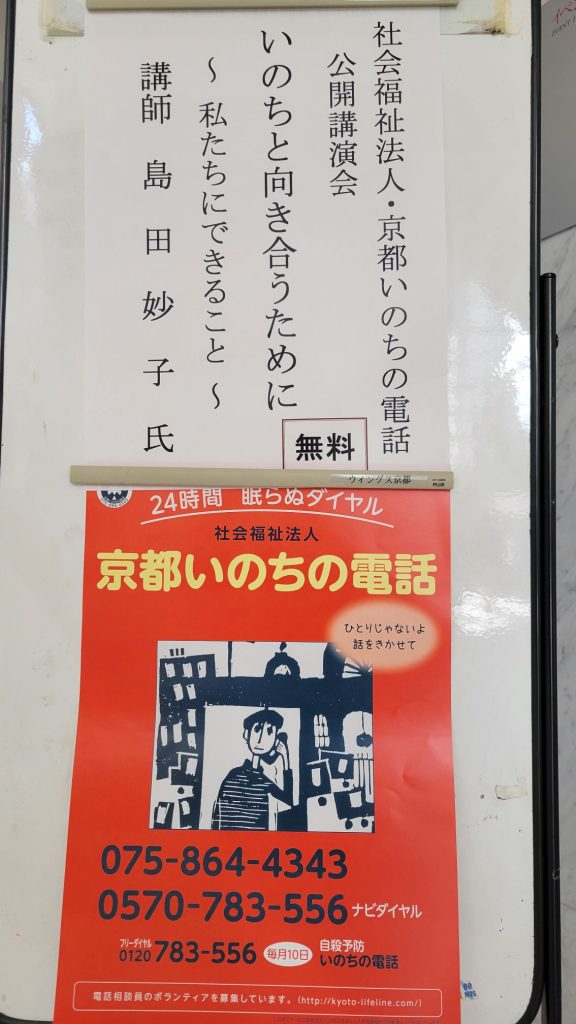 社会福祉法人・京都いのちの電話
公開講演会
いのちと向き合うために
～ 私たちにできること ～
講師 島田妙子氏
無料
ウィングス京都
24時間 眠らぬダイヤル
社会福祉法人
京都いのちの電話
ひとりじゃないよ
話をきかせて
075-864-4343
0570-783-556 ナビダイヤル
フリーダイヤル
0120 783-556 毎月10日 自殺予防
いのちの電話
電話相談員のボランティアを募集しています。(http://kyoto-lifeline.com/)